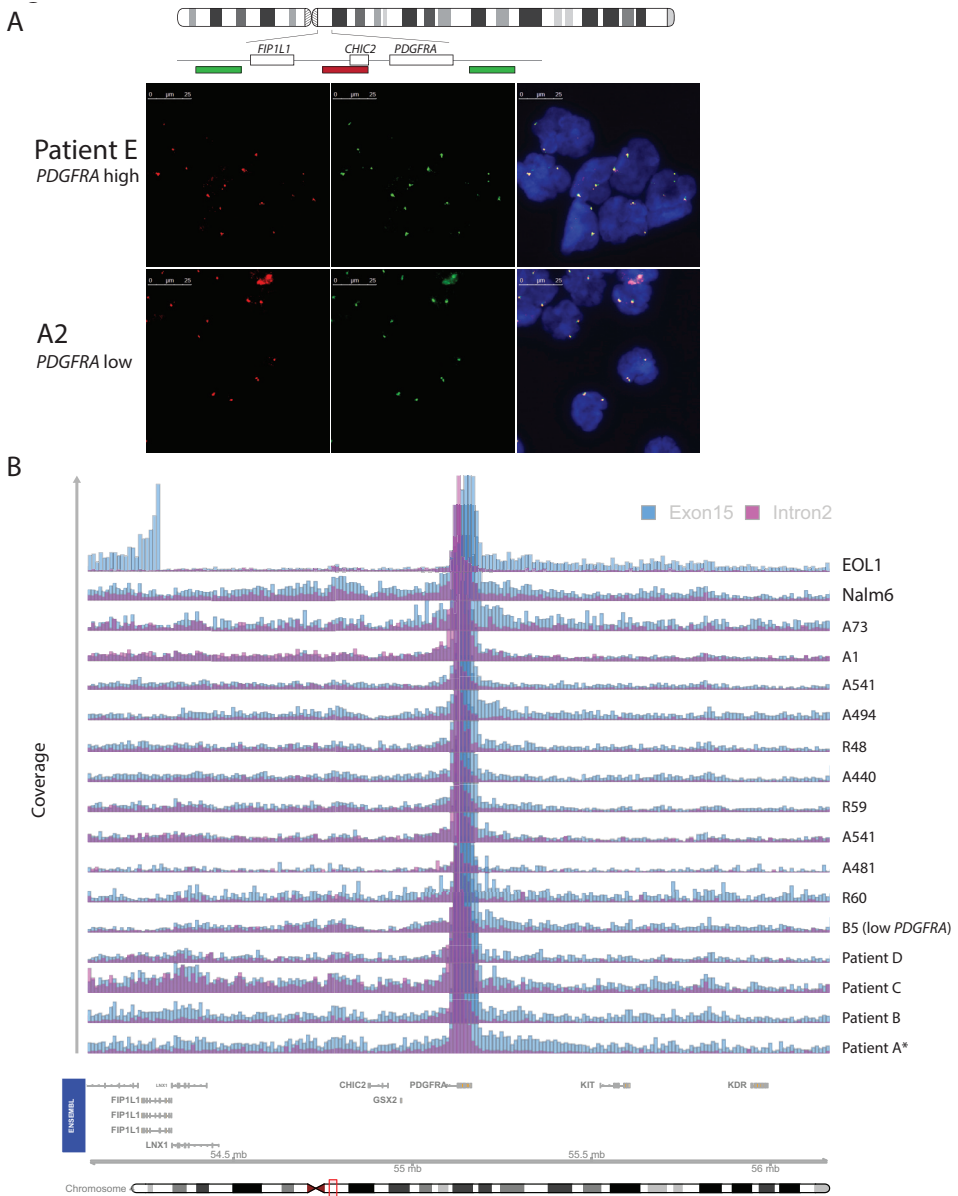 A
FIP1L1 CHIC2 PDGFRA
0 µm 25 0 µm 25 0 µm 25
Patient E
PDGFRA high
0 µm 25 0 µm 25 0 µm 25
A2
PDGFRA low
B
Exon15 Intron2
EOL1
Nalm6
A73
A1
A541
A494
R48
A440
R59
A541
A481
R60
B5 (low PDGFRA)
Patient D
Patient C
Patient B
Patient A*
Coverage
ENSEMBL
LNX1 CHIC2 PDGFRA KIT KDR
FIP1L1 GSX2
FIP1L1
FIP1L1
LNX1
54.5 mb 55.5 mb
55 mb 56 mb
Chromosome